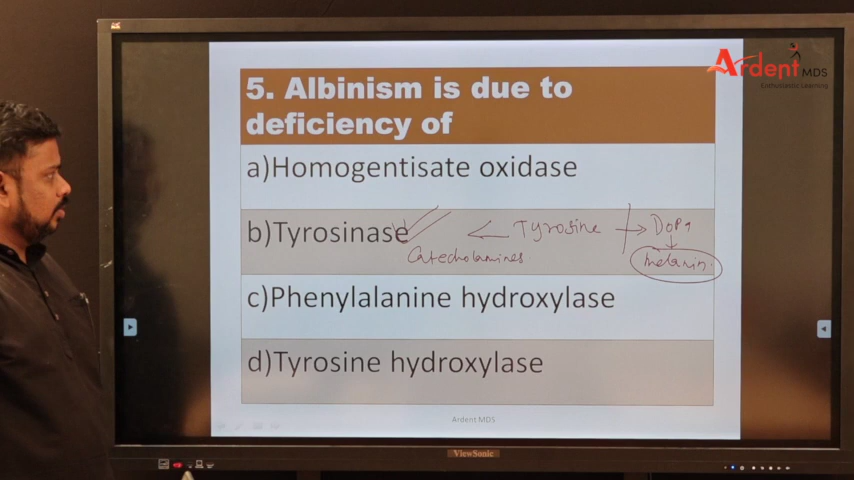 Ardent MDS
Enthusiastic Learning
5. Albinism is due to
deficiency of
a)Homogentisate oxidase
b)Tyrosinase
Tyrosine
DOPA
Catecholamines.
Melanin.
c)Phenylalanine hydroxylase
d)Tyrosine hydroxylase
Ardent MDS
ViewSonic